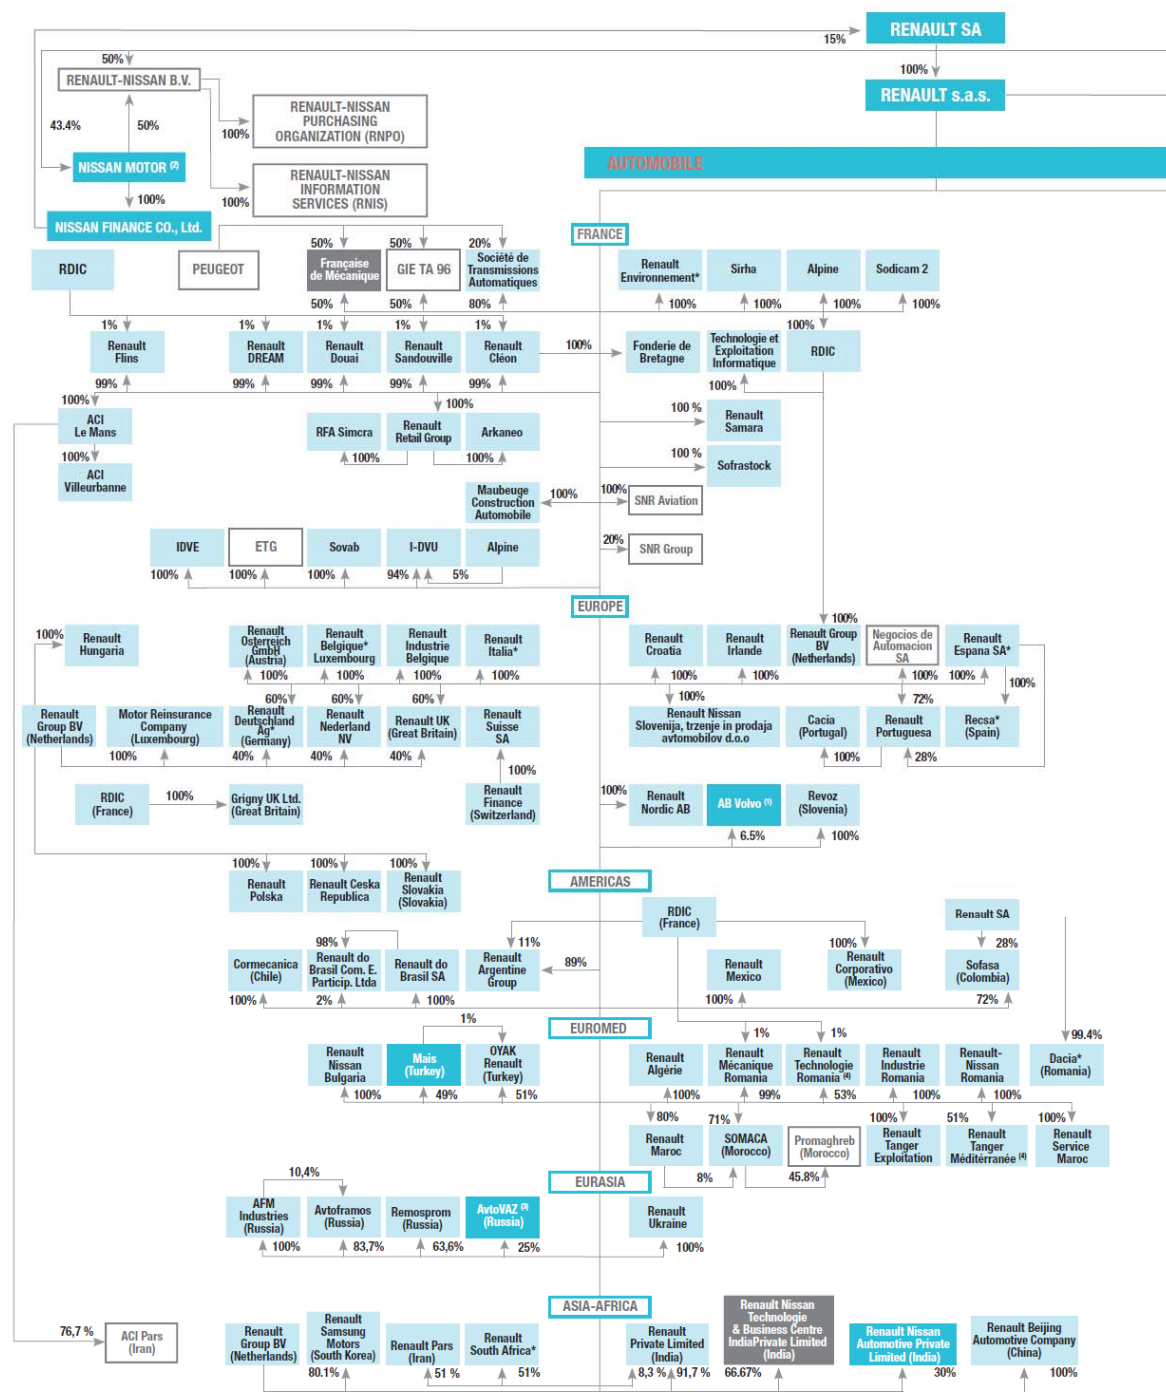 RENAULT SA
15%
50%
RENAULT-NISSAN B.V.
100%
RENAULT s.a.s.
RENAULT-NISSAN
PURCHASING
ORGANIZATION (RNPO)
100%
43.4%
50%
NISSAN MOTOR (2)
AUTOMOBILE
RENAULT-NISSAN
INFORMATION
SERVICES (RNIS)
100%
100%
NISSAN FINANCE CO., Ltd.
FRANCE
RDIC
PEUGEOT
50%
Française
de Mécanique
50%
50%
GIE TA 96
50%
20%
Société de
Transmissions
Automatiques
80%
Renault
Environnement*
100%
Sirha
100%
Alpine
100%
Sodicam 2
100%
1%
Renault
Flins
99%
1%
Renault
DREAM
99%
1%
Renault
Douai
99%
1%
Renault
Sandouville
99%
1%
Renault
Cléon
99%
100%
Fonderie de
Bretagne
Technologie et
Exploitation
Informatique
100%
100%
RDIC
100%
ACI
Le Mans
100%
ACI
Villeurbanne
RFA Simcra
100%
100%
Renault
Retail Group
100%
Arkaneo
100 %
Renault
Samara
100 %
Sofrastock
Maubeuge
Construction
Automobile
100%
100%
SNR Aviation
20%
SNR Group
IDVE
100%
ETG
100%
Sovab
100%
I-DVU
94%
5%
Alpine
EUROPE
100%
Renault
Hungaria
Renault
Osterreich
GmbH
(Austria)
100%
Renault
Belgique*
Luxembourg
100%
Renault
Industrie
Belgique
100%
Renault
Italia*
100%
Renault
Croatia
100%
Renault
Irlande
100%
100%
Renault Group
BV
(Netherlands)
Negocios de
Automacion
SA
100%
Renault
Espana SA*
100%
100%
Renault
Group BV
(Netherlands)
Motor Reinsurance
Company
(Luxembourg)
100%
60%
Renault
Deutschland
Ag*
(Germany)
40%
60%
Renault
Nederland
NV
40%
60%
Renault UK
(Great Britain)
40%
Renault
Suisse
SA
100%
100%
Renault Nissan
Slovenija, trzenje in prodaja
avtomobilov d.o.o
Cacia
(Portugal)
100%
72%
Renault
Portuguesa
28%
Recsa*
(Spain)
RDIC
(France)
100%
Grigny UK Ltd.
(Great Britain)
Renault
Finance
(Switzerland)
100%
Renault
Nordic AB
AB Volvo (1)
6.5%
Revoz
(Slovenia)
100%
100%
Renault
Polska
100%
Renault Ceska
Republica
100%
Renault
Slovakia
(Slovakia)
AMERICAS
RDIC
(France)
Renault SA
Cormecanica
(Chile)
100%
98%
Renault do
Brasil Com. E.
Particip. Ltda
2%
Renault do
Brasil SA
100%
11%
Renault
Argentine
Group
89%
Renault
Mexico
100%
100%
Renault
Corporativo
(Mexico)
28%
Sofasa
(Colombia)
72%
EUROMED
1%
Renault
Nissan
Bulgaria
100%
Mais
(Turkey)
49%
OYAK
Renault
(Turkey)
51%
Renault
Algérie
100%
1%
Renault
Mécanique
Romania
99%
1%
Renault
Technologie
Romania (4)
53%
Renault
Industrie
Romania
100%
Renault-
Nissan
Romania
100%
99.4%
Dacia*
(Romania)
80%
Renault
Maroc
8%
71%
SOMACA
(Morocco)
45.8%
Promaghreb
(Morocco)
100%
Renault
Tanger
Exploitation
51%
Renault
Tanger
Méditérranée (4)
100%
Renault
Service
Maroc
EURASIA
10,4%
AFM
Industries
(Russia)
100%
Avtoframos
(Russia)
83,7%
Remosprom
(Russia)
63,6%
AvtoVAZ (3)
(Russia)
25%
Renault
Ukraine
100%
ASIA-AFRICA
76,7 %
ACI Pars
(Iran)
Renault
Group BV
(Netherlands)
Renault
Samsung
Motors
(South Korea)
80.1%
Renault Pars
(Iran)
51 %
Renault
South Africa*
51%
Renault
Private Limited
(India)
8,3 %
91,7 %
Renault Nissan
Technologie
& Business Centre
IndiaPrivate Limited
(India)
66.67%
Renault Nissan
Automotive Private
Limited (India)
30%
Renault Beijing
Automotive Company
(China)
100%